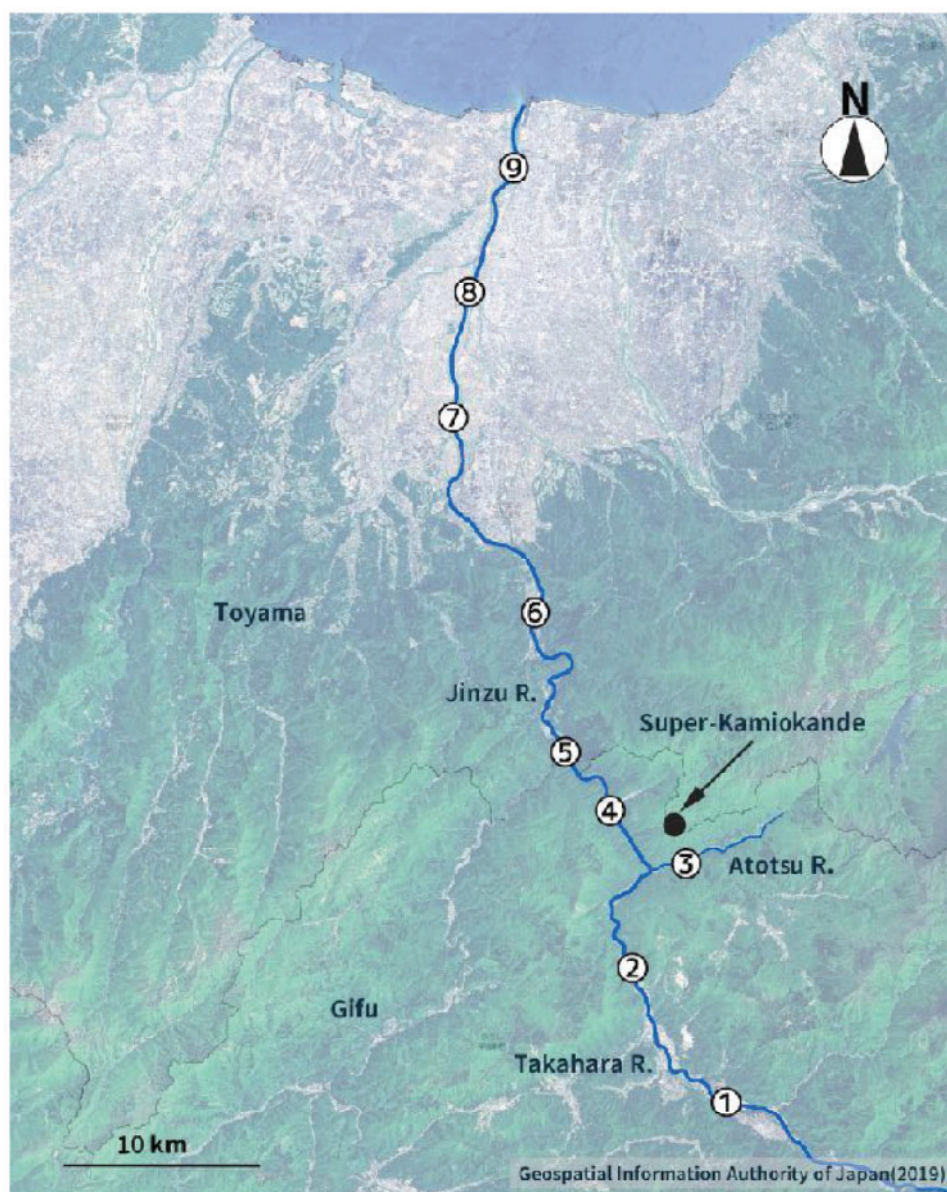 N
9
8
7
Toyama
6
Jinzu R.
Super-Kamiokande
5
4
3
Atotsu R.
2
Gifu
Takahara R.
1
10 km
Geospatial Information Authority of Japan(2019)